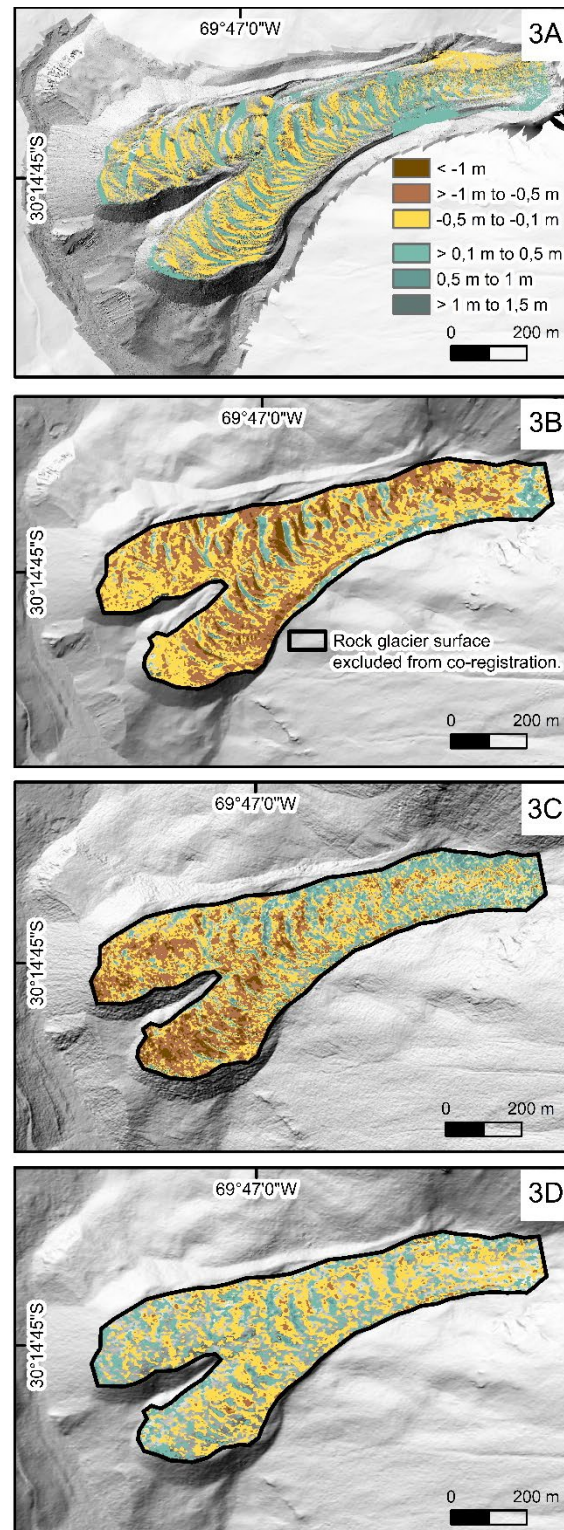 69°47'0"W
3A
30°14'45"S
< -1 m
> -1 m to -0,5 m
-0,5 m to -0,1 m
> 0,1 m to 0,5 m
0,5 m to 1 m
> 1 m to 1,5 m
0 200 m
3B
69°47'0"W
30°14'45"S
Rock glacier surface
excluded from co-registration.
0 200 m
3C
69°47'0"W
30°14'45"S
0 200 m
3D
69°47'0"W
30°14'45"S
0 200 m